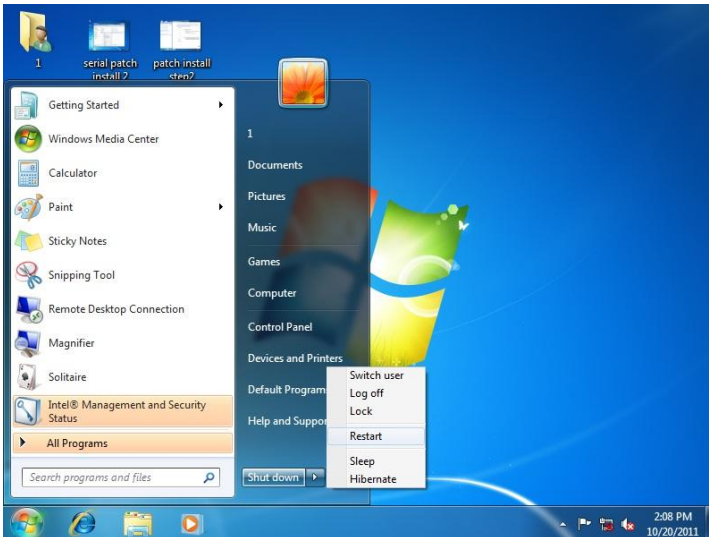 1
serial patch
install 2
patch install
step2
Getting Started
Windows Media Center
Calculator
Paint
Sticky Notes
Snipping Tool
Remote Desktop Connection
Magnifier
Solitaire
Intel® Management and Security
Status
All Programs
Search programs and files
1
Documents
Pictures
Music
Games
Computer
Control Panel
Devices and Printers
Default Program
Help and Suppor
Shut down
Switch user
Log off
Lock
Restart
Sleep
Hibernate
2:08 PM
10/20/2011